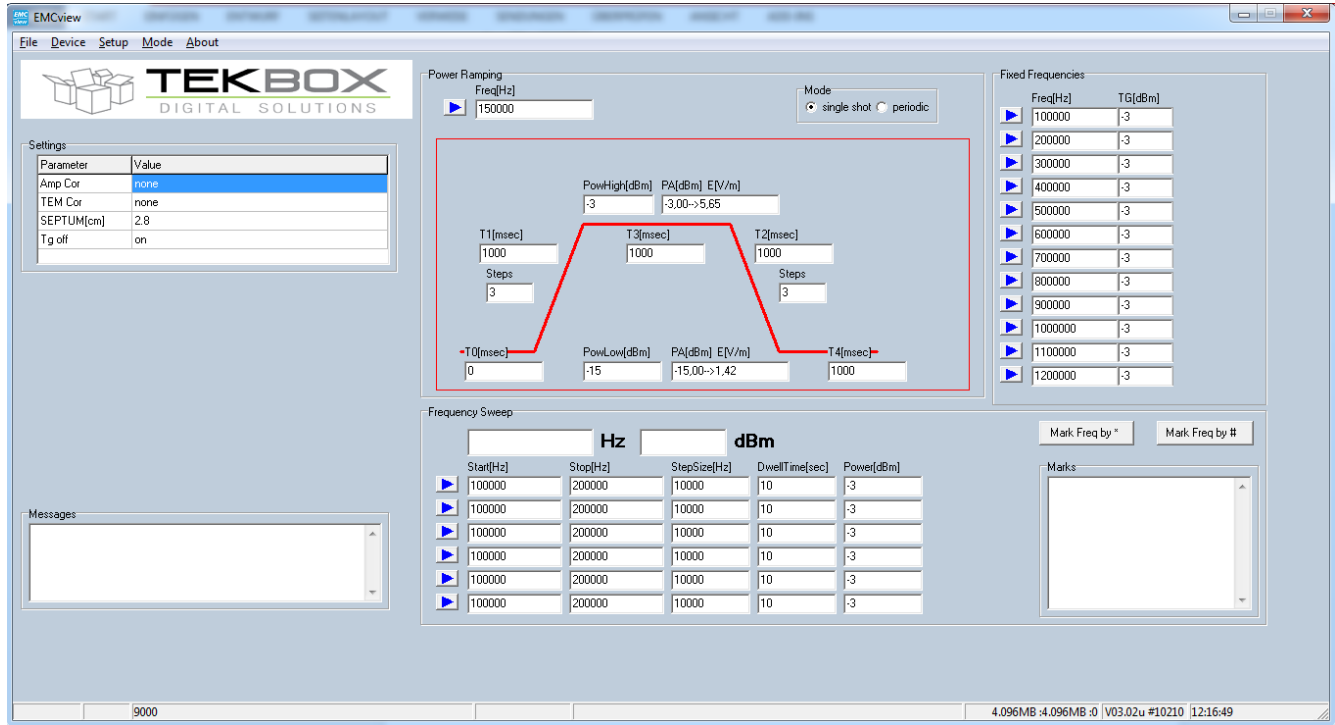 EMCview
File Device Setup Mode About
TEKBOX
DIGITAL SOLUTIONS
Settings
Parameter Value
Amp Cor none
TEM Cor none
SEPTUM[cm] 2.8
Tg off on
Messages
Power Ramping
Freq[Hz]
150000
Mode
single shot periodic
PowHigh[dBm] PA[dBm] E[V/m]
-3 -3,00-->5,65
T1[msec] T3[msec] T2[msec]
1000 1000 1000
Steps Steps
3 3
T0[msec] PowLow[dBm] PA[dBm] E[V/m] T4[msec]
0 -15 -15,00-->1,42 1000
Fixed Frequencies
Freq[Hz] TG[dBm]
100000 -3
200000 -3
300000 -3
400000 -3
500000 -3
600000 -3
700000 -3
800000 -3
900000 -3
1000000 -3
1100000 -3
1200000 -3
Frequency Sweep
Hz dBm
Start[Hz] Stop[Hz] StepSize[Hz] DwellTime[sec] Power[dBm]
100000 200000 10000 10 -3
100000 200000 10000 10 -3
100000 200000 10000 10 -3
100000 200000 10000 10 -3
100000 200000 10000 10 -3
100000 200000 10000 10 -3
Mark Freq by * Mark Freq by #
Marks
9000 4.096MB :4.096MB :0 V03.02u #10210 12:16:49